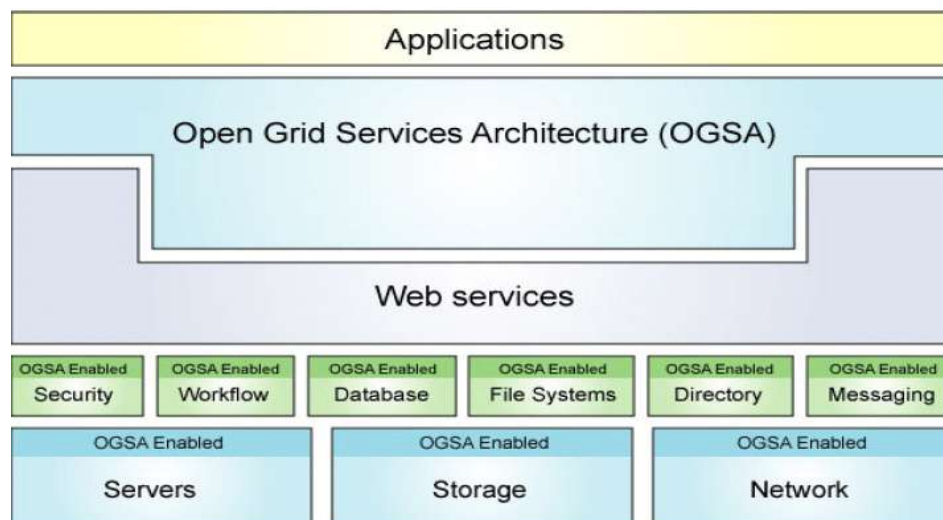 Applications
Open Grid Services Architecture (OGSA)
Web services
OGSA Enabled OGSA Enabled OGSA Enabled OGSA Enabled OGSA Enabled OGSA Enabled
Security Workflow Database File Systems Directory Messaging
OGSA Enabled OGSA Enabled OGSA Enabled
Servers Storage Network